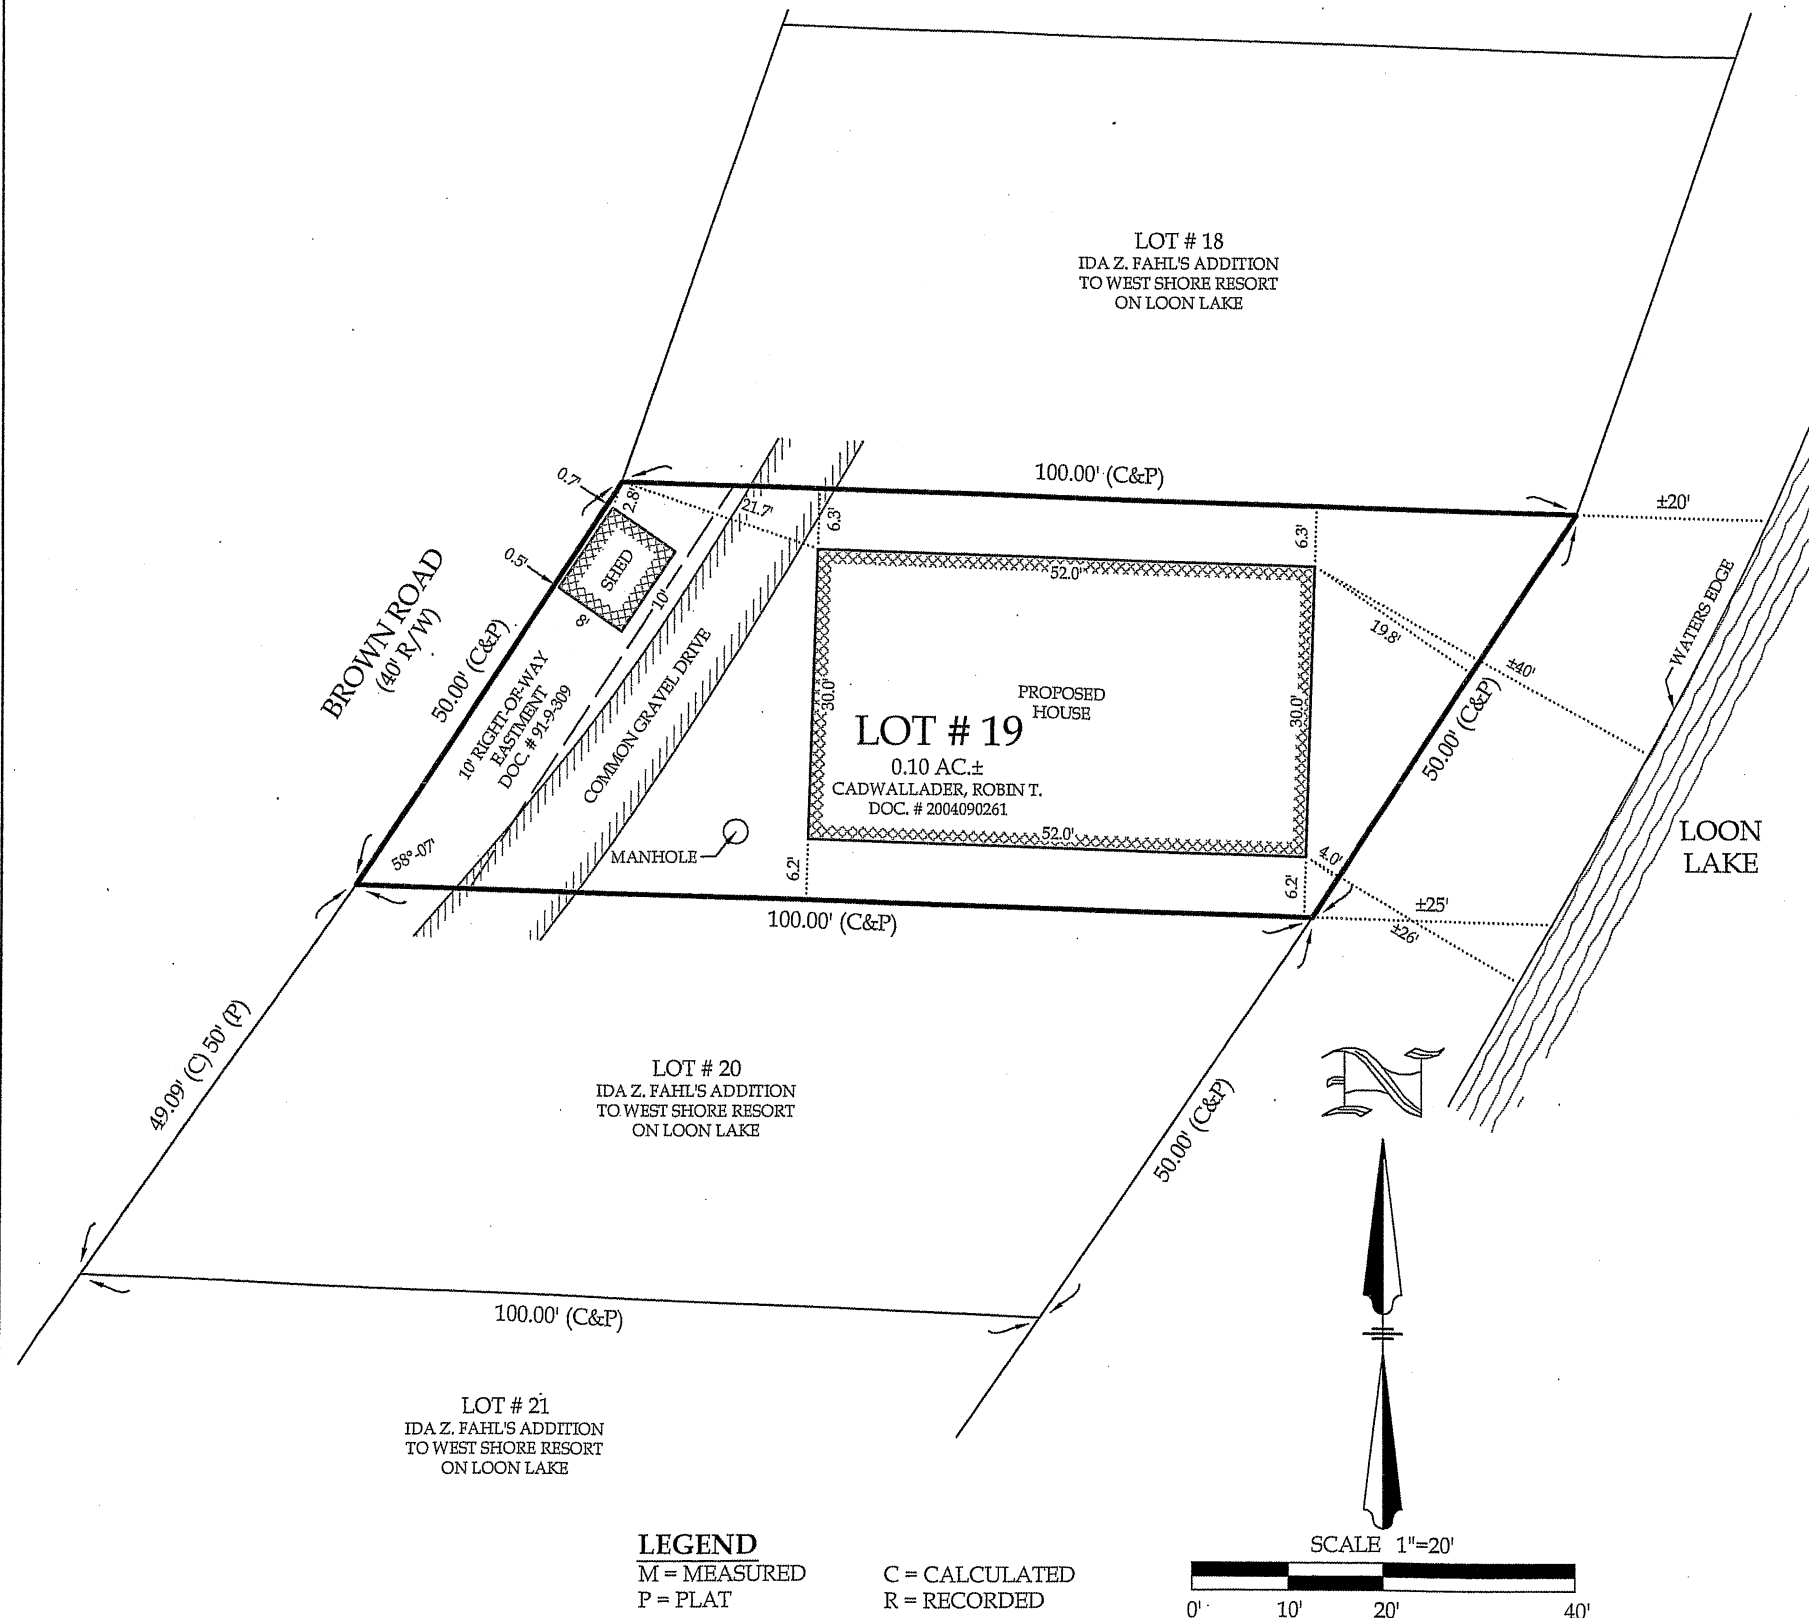 LOT # 18
IDA Z. FAHL'S ADDITION
TO WEST SHORE RESORT
ON LOON LAKE
100.00' (C&P)
±20'
0.7'
2.8'
21.7'
6.3'
6.3'
0.5'
SHED
10'
8'
52.0'
19.8'
±40'
WATERS EDGE
BROWN ROAD
(40' R/W)
50.00' (C&P)
10' RIGHT-OF-WAY
EASTMENT
DOC. # 91-9-309
COMMON GRAVEL DRIVE
30.0'
PROPOSED
HOUSE
30.0'
50.00' (C&P)
LOT # 19
0.10 AC.±
CADWALLADER, ROBIN T.
DOC. # 2004090261
52.0'
LOON
LAKE
MANHOLE
58°-07'
6.2'
4.0'
6.2'
±25'
±26'
100.00' (C&P)
49.09' (C) 50' (P)
LOT # 20
IDA Z. FAHL'S ADDITION
TO WEST SHORE RESORT
ON LOON LAKE
50.00' (C&P)
N
100.00' (C&P)
LOT # 21
IDA Z. FAHL'S ADDITION
TO WEST SHORE RESORT
ON LOON LAKE
LEGEND
M = MEASURED C = CALCULATED
P = PLAT R = RECORDED
SCALE 1"=20'
0' 10' 20' 40'